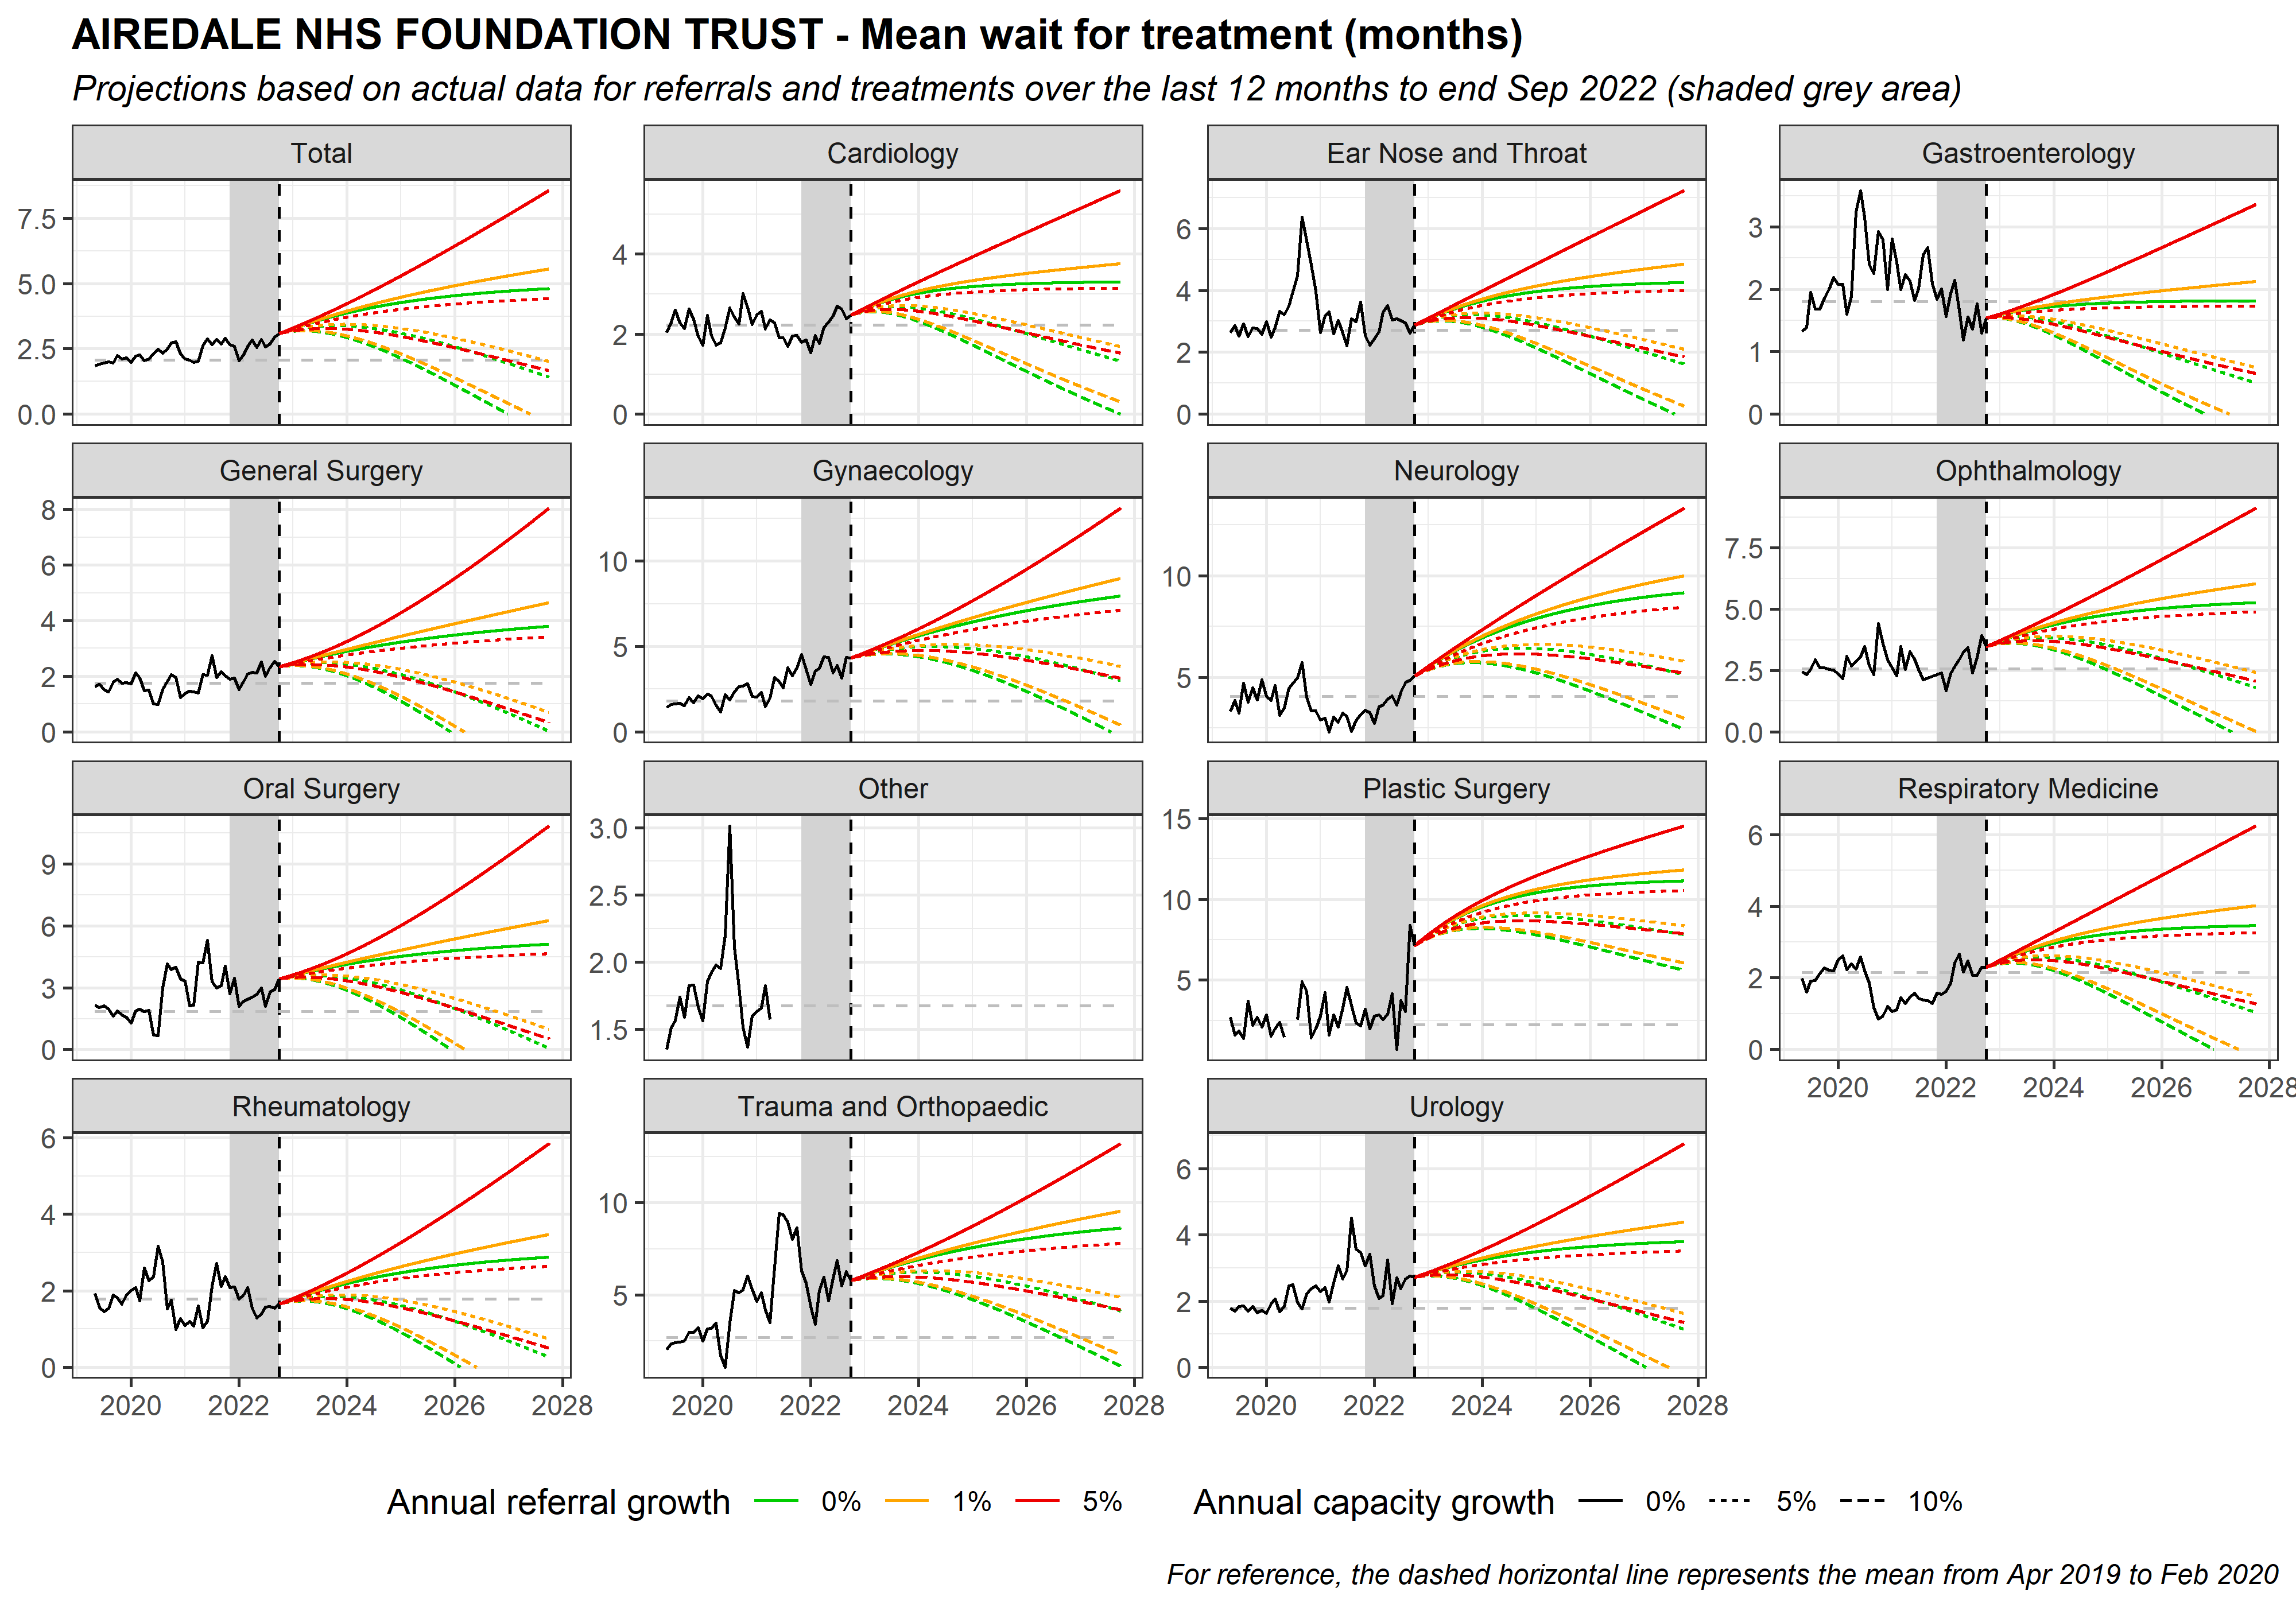 AIREDALE NHS FOUNDATION TRUST - Mean wait for treatment (months)
Projections based on actual data for referrals and treatments over the last 12 months to end Sep 2022 (shaded grey area)
Total
7.5
5.0
2.5
0.0
Cardiology
4
2
0
Ear Nose and Throat
6
4
2
0
Gastroenterology
3
2
1
0
General Surgery
8
6
4
2
0
Gynaecology
10
5
0
Neurology
10
5
Ophthalmology
7.5
5.0
2.5
0.0
Oral Surgery
9
6
3
0
Other
3.0
2.5
2.0
1.5
Plastic Surgery
15
10
5
Respiratory Medicine
6
4
2
0
2020 2022 2024 2026 2028
Rheumatology
6
4
2
0
2020 2022 2024 2026 2028
Trauma and Orthopaedic
10
5
2020 2022 2024 2026 2028
Urology
6
4
2
0
2020 2022 2024 2026 2028
Annual referral growth 0% 1% 5% Annual capacity growth 0% 5% 10%
For reference, the dashed horizontal line represents the mean from Apr 2019 to Feb 2020